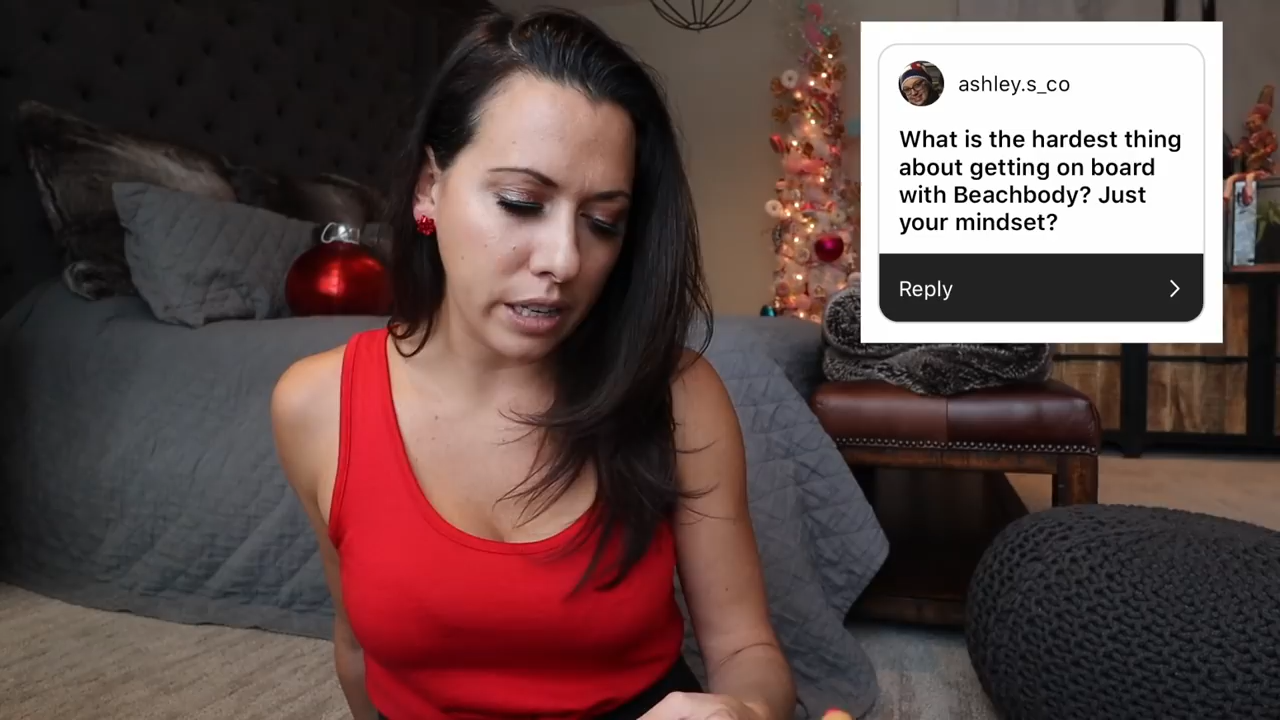 ashley.s_co
What is the hardest thing
about getting on board
with Beachbody? Just
your mindset?
Reply